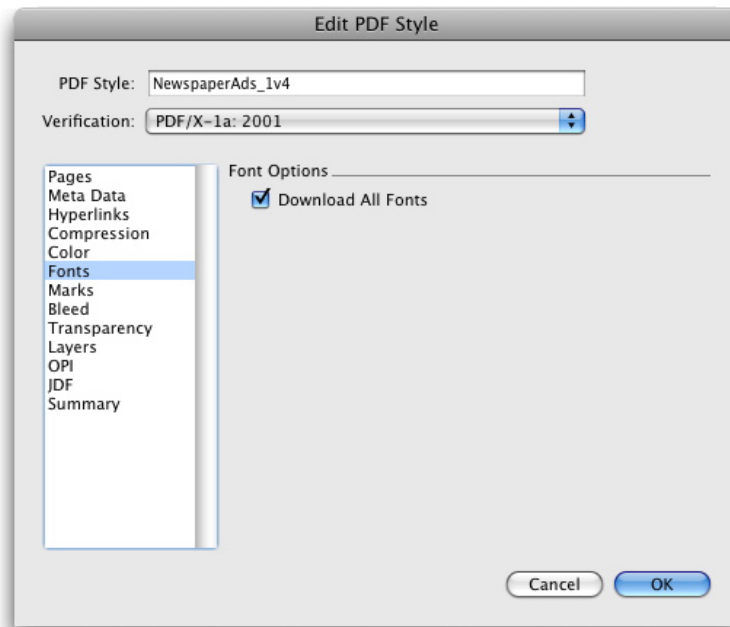 Edit PDF Style
PDF Style: NewspaperAds_1v4
Verification: PDF/X-1a: 2001
Pages
Meta Data
Hyperlinks
Compression
Color
Fonts
Marks
Bleed
Transparency
Layers
OPI
JDF
Summary
Font Options
Download All Fonts
Cancel OK